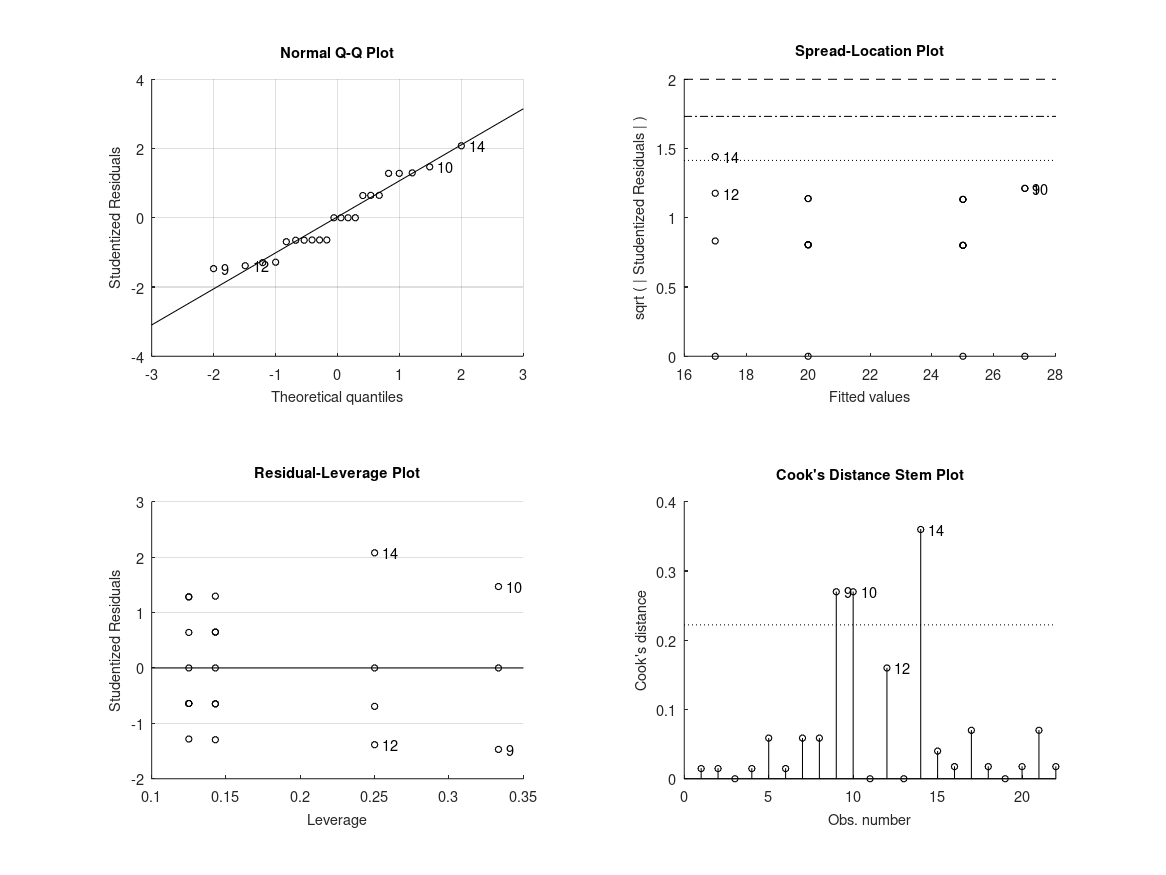 Normal Q-Q Plot
4
2
0
-2
-4
-3 -2 -1 0 1 2 3
Studentized Residuals
Theoretical quantiles
14
10
9
12
Spread-Location Plot
2
1.5
1
0.5
0
16 18 20 22 24 26 28
sqrt ( | Studentized Residuals | )
Fitted values
14
12
10
Residual-Leverage Plot
3
2
1
0
-1
-2
0.1 0.15 0.2 0.25 0.3 0.35
Studentized Residuals
Leverage
14
10
12
9
Cook's Distance Stem Plot
0.4
0.3
0.2
0.1
0
0 5 10 15 20
Cook's distance
Obs. number
14
9 10
12